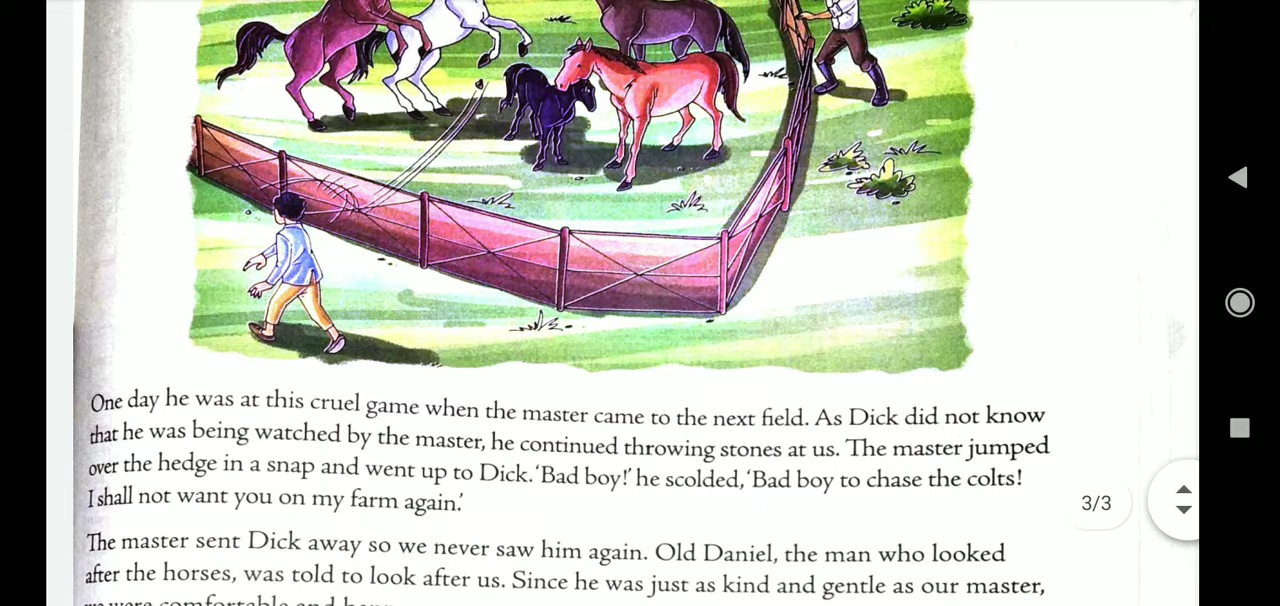 One day he was at this cruel game when the master came to the next field. As Dick did not know
that he was being watched by the master, he continued throwing stones at us. The master jumped
over the hedge in a snap and went up to Dick. ‘Bad boy!’ he scolded, ‘Bad boy to chase the colts!
I shall not want you on my farm again.’
3/3
The master sent Dick away so we never saw him again. Old Daniel, the man who looked
after the horses, was told to look after us. Since he was just as kind and gentle as our master,